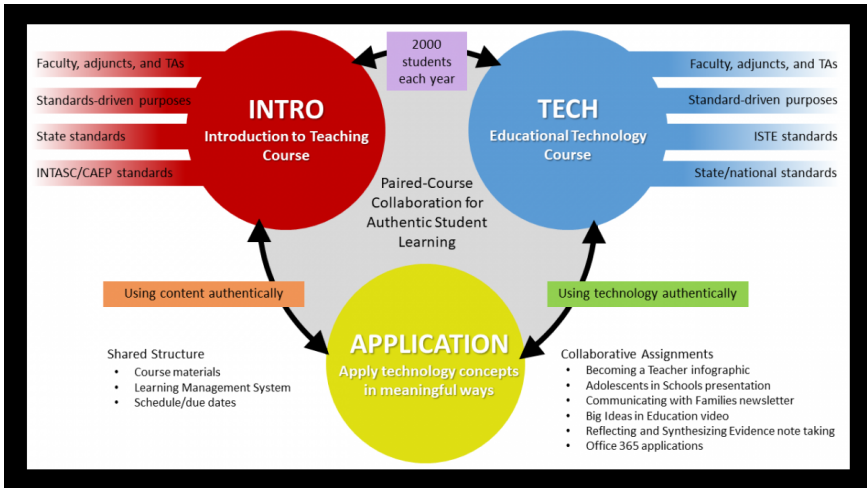 2000
students
each year
Faculty, adjuncts, and TAs
Standards-driven purposes
State standards
INTASC/CAEP standards
INTRO
Introduction to Teaching
Course
TECH
Educational Technology
Course
Faculty, adjuncts, and TAs
Standard-driven purposes
ISTE standards
State/national standards
Paired-Course
Collaboration for
Authentic Student
Learning
Using content authentically
Using technology authentically
APPLICATION
Apply technology concepts
in meaningful ways
Shared Structure
• Course materials
• Learning Management System
• Schedule/due dates
Collaborative Assignments
• Becoming a Teacher infographic
• Adolescents in Schools presentation
• Communicating with Families newsletter
• Big Ideas in Education video
• Reflecting and Synthesizing Evidence note taking
• Office 365 applications